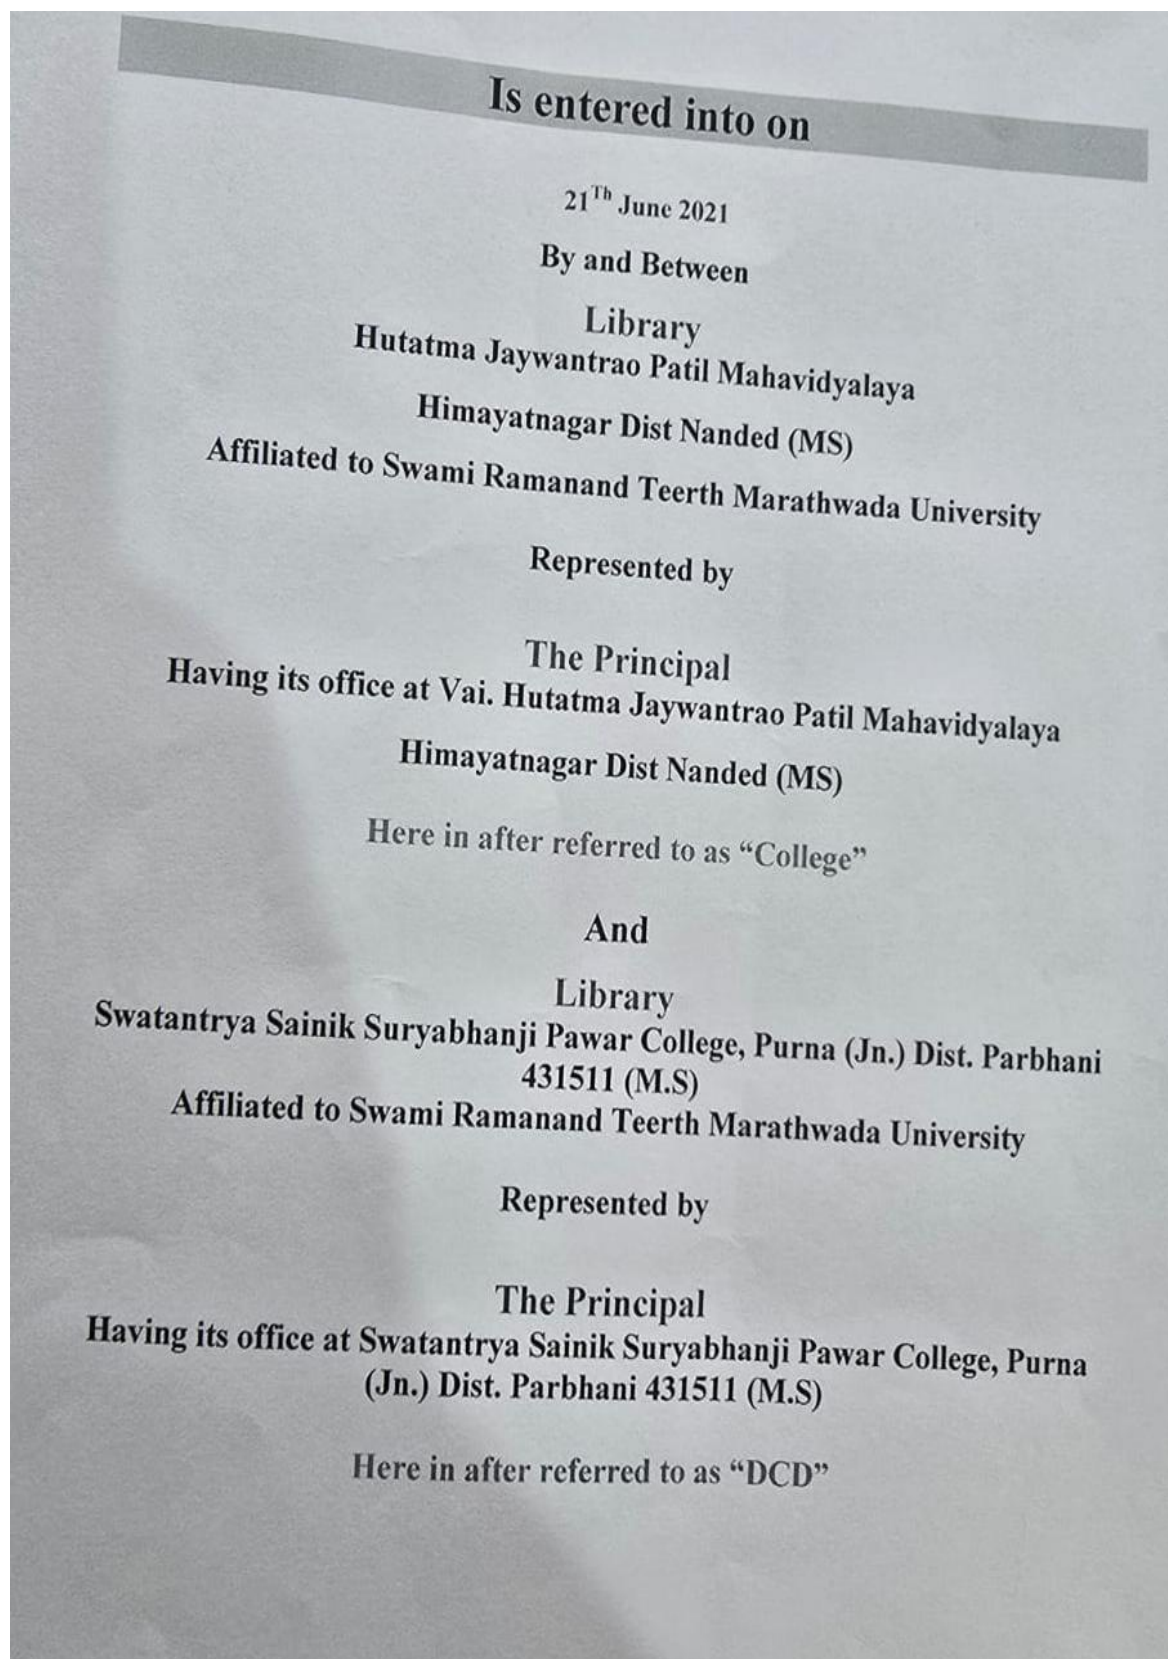 Is entered into on
21Th June 2021
By and Between
Library
Hutatma Jaywantrao Patil Mahavidyalaya
Himayatnagar Dist Nanded (MS)
Affiliated to Swami Ramanand Teerth Marathwada University
Represented by
The Principal
Having its office at Vai. Hutatma Jaywantrao Patil Mahavidyalaya
Himayatnagar Dist Nanded (MS)
Here in after referred to as “College”
And
Library
Swatantrya Sainik Suryabhanji Pawar College, Purna (Jn.) Dist. Parbhani
431511 (M.S)
Affiliated to Swami Ramanand Teerth Marathwada University
Represented by
The Principal
Having its office at Swatantrya Sainik Suryabhanji Pawar College, Purna
(Jn.) Dist. Parbhani 431511 (M.S)
Here in after referred to as “DCD”